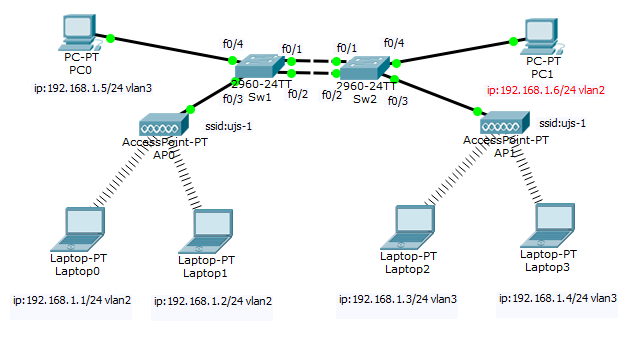 f0/4
f0/1
f0/1
f0/4
PC-PT
PC0
PC-PT
PC1
2960-24TT
Sw1
2960-24TT
Sw2
ip:192.168.1.5/24 vlan3
f0/3
f0/2
f0/2
f0/3
ip:192.168.1.6/24 vlan2
ssid:ujs-1
ssid:ujs-1
AccessPoint-PT
AP0
AccessPoint-PT
AP1
Laptop-PT
Laptop0
Laptop-PT
Laptop1
Laptop-PT
Laptop2
Laptop-PT
Laptop3
ip:192.168.1.1/24 vlan2
ip:192.168.1.2/24 vlan2
ip:192.168.1.3/24 vlan3
ip:192.168.1.4/24 vlan3